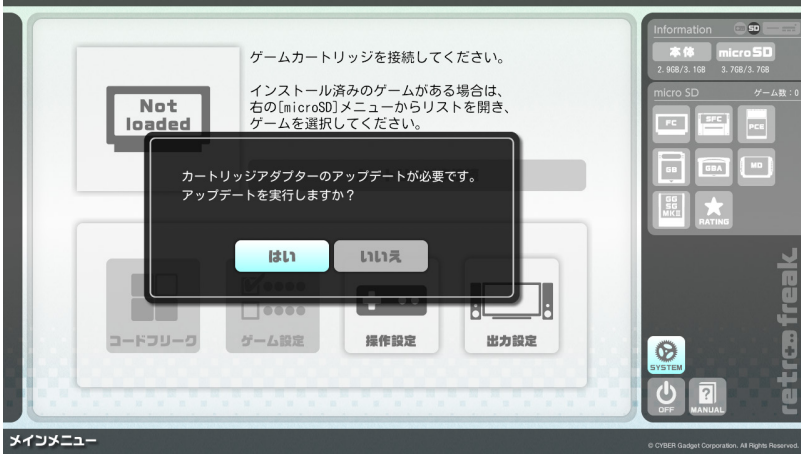 ゲームカートリッジを接続してください。
インストール済みのゲームがある場合は、
右の[microSD]メニューからリストを開き、
ゲームを選択してください。
Not
loaded
カートリッジアダプターのアップデートが必要です。
アップデートを実行しますか？
はい
いいえ
コードフリーク
ゲーム設定
操作設定
出力設定
Information
SD
本体
microSD
2.9GB/3.1GB
3.7GB/3.7GB
micro SD
ゲーム数：0
FC
SFC
PCE
GB
GBA
MD
GG
SG
MKIII
RATING
retro freak.
SYSTEM
OFF
MANUAL
メインメニュー
© CYBER Gadget Corporation. All Rights Reserved.